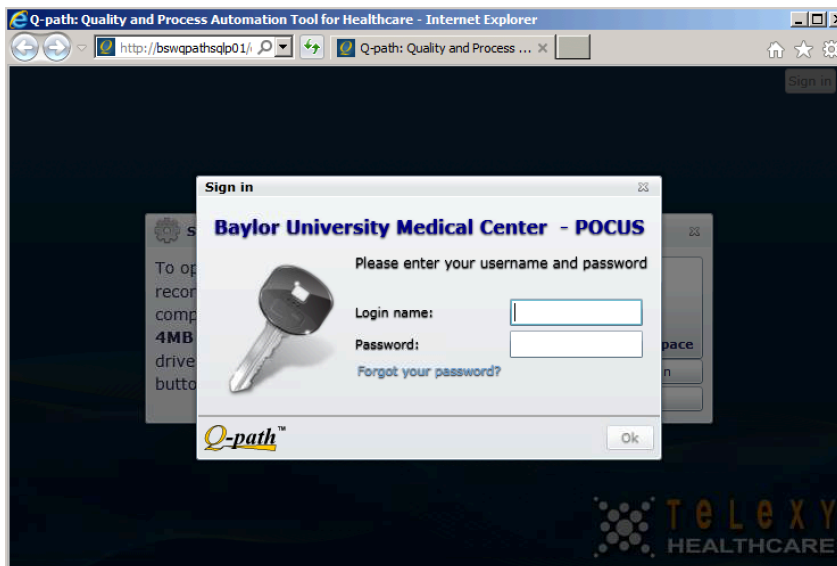 Q-path: Quality and Process Automation Tool for Healthcare - Internet Explorer
http://bswqpathsqlp01/
Q-path: Quality and Process ...
Sign in
Sign in
Baylor University Medical Center - POCUS
Please enter your username and password
Login name:
Password:
Forgot your password?
Q-path™
Ok
S
To op
recor
comp
4MB
drive
butto
pace
n
TELEXY
HEALTHCARE